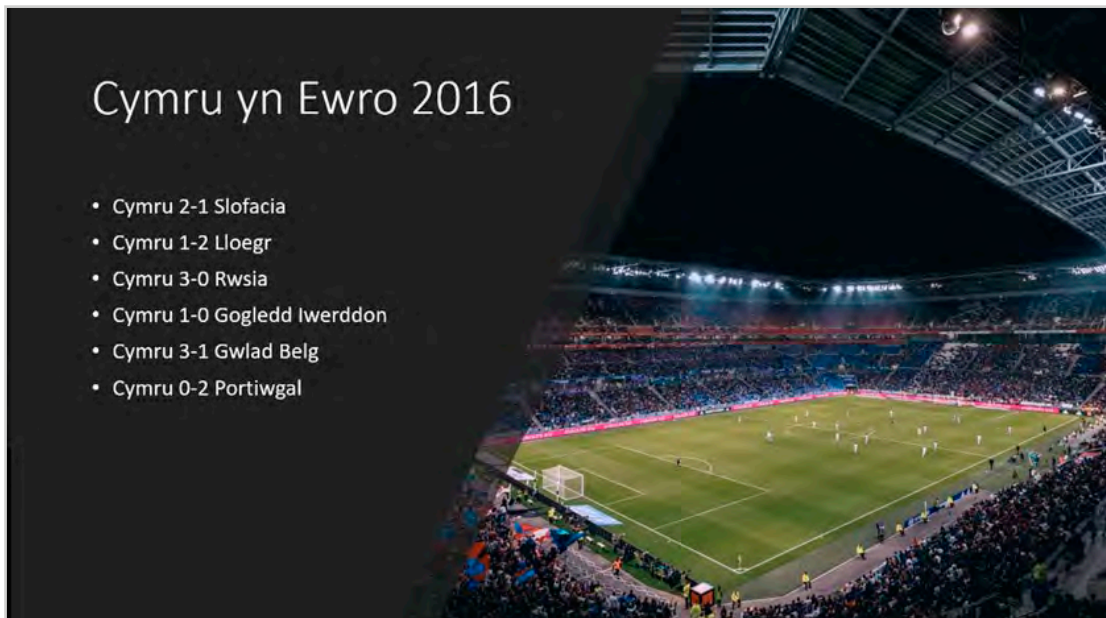 Cymru yn Ewro 2016
• Cymru 2-1 Slofacia
• Cymru 1-2 Lloegr
• Cymru 3-0 Rwsia
• Cymru 1-0 Gogledd Iwerddon
• Cymru 3-1 Gwlad Belg
• Cymru 0-2 Portiwgal